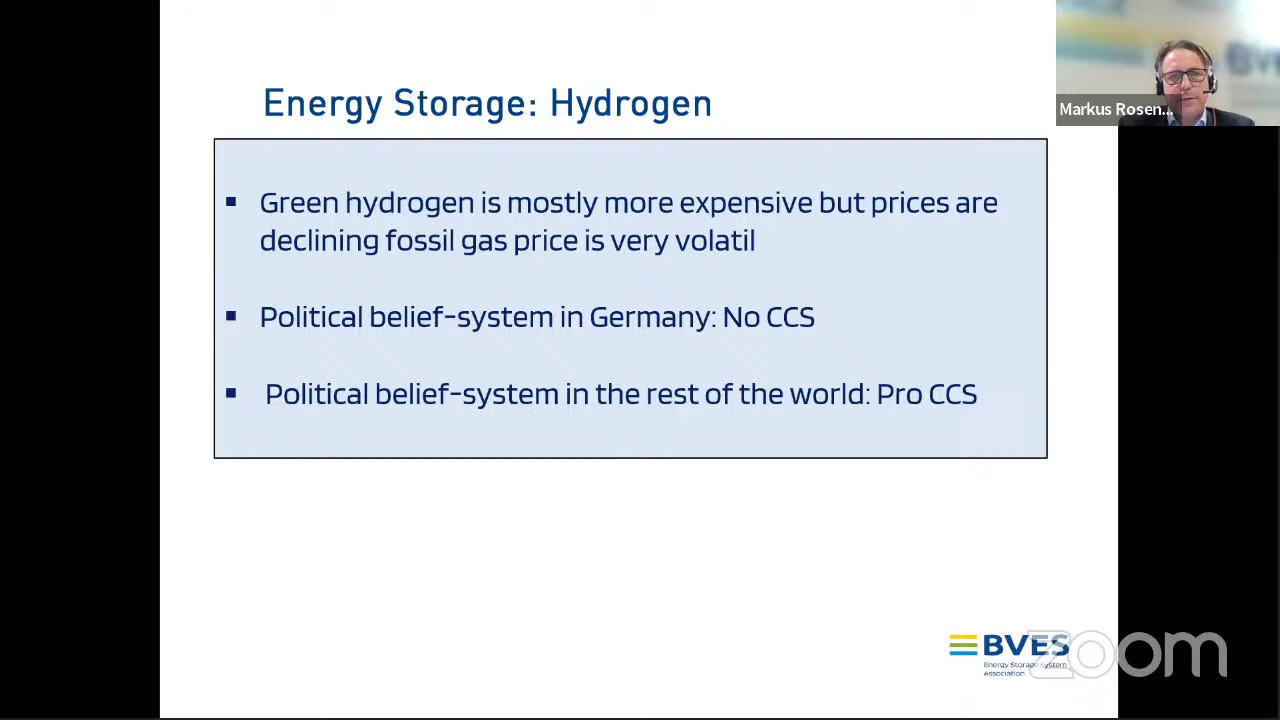 Energy Storage: Hydrogen
Markus Rosen...
▪ Green hydrogen is mostly more expensive but prices are
declining fossil gas price is very volatil
▪ Political belief-system in Germany: No CCS
▪ Political belief-system in the rest of the world: Pro CCS
BVES
Energy Storage System
Association
zoom